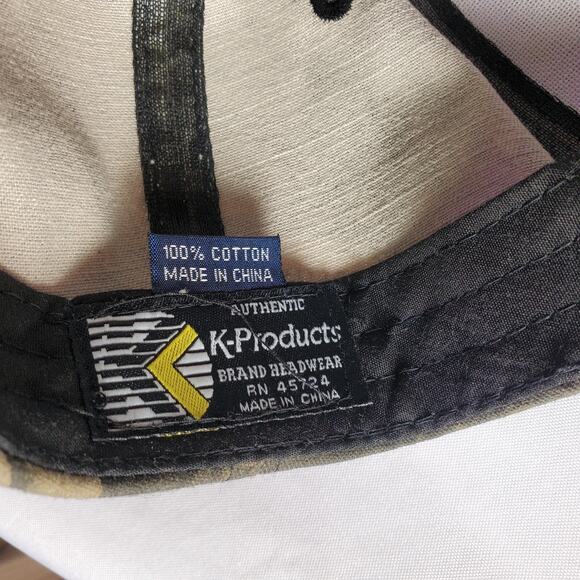 100% COTTON
MADE IN CHINA
AUTHENTIC
K-Products
BRAND HEADWEAR
RN 45724
MADE IN CHINA